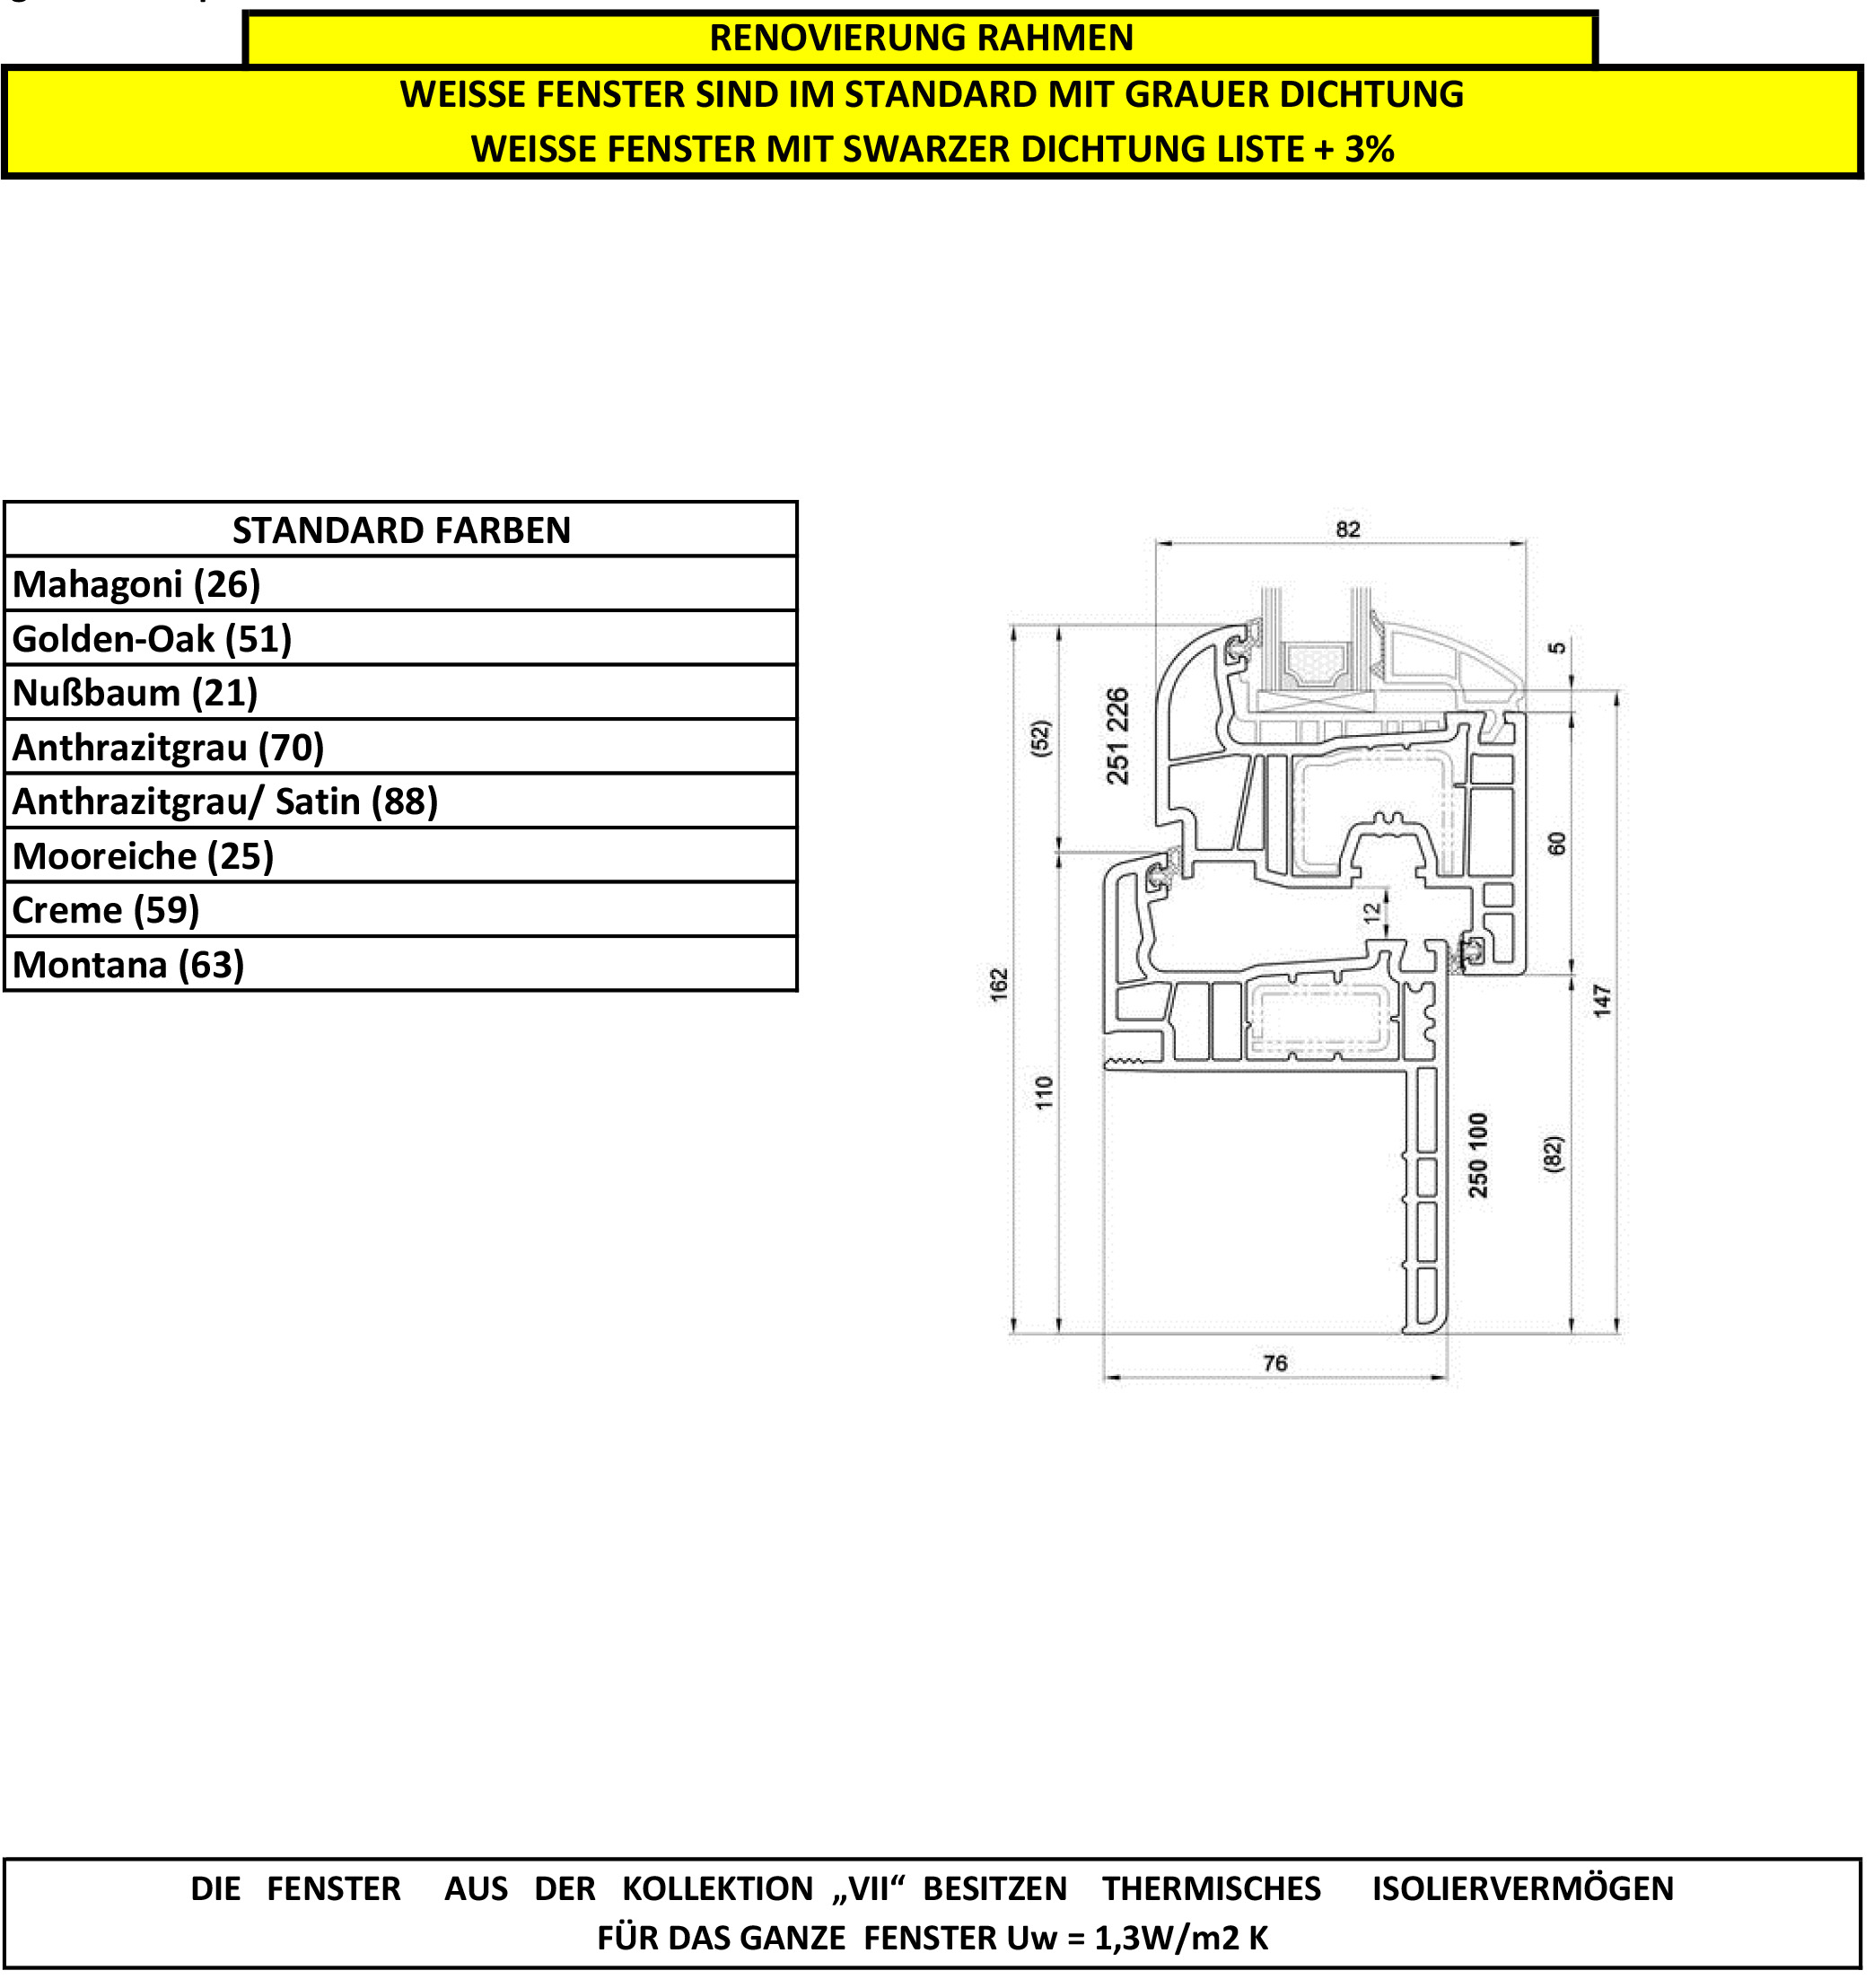 RENOVIERUNG RAHMEN
WEISSE FENSTER SIND IM STANDARD MIT GRAUER DICHTUNG
WEISSE FENSTER MIT SWARZER DICHTUNG LISTE + 3%
STANDARD FARBEN
Mahagoni (26)
Golden-Oak (51)
Nußbaum (21)
Anthrazitgrau (70)
Anthrazitgrau/ Satin (88)
Mooreiche (25)
Creme (59)
Montana (63)
82
5
251 226
(52)
60
12
162
147
110
250 100
(82)
76
DIE FENSTER AUS DER KOLLEKTION „VII“ BESITZEN THERMISCHES ISOLIERVERMÖGEN
FÜR DAS GANZE FENSTER Uw = 1,3W/m2 K